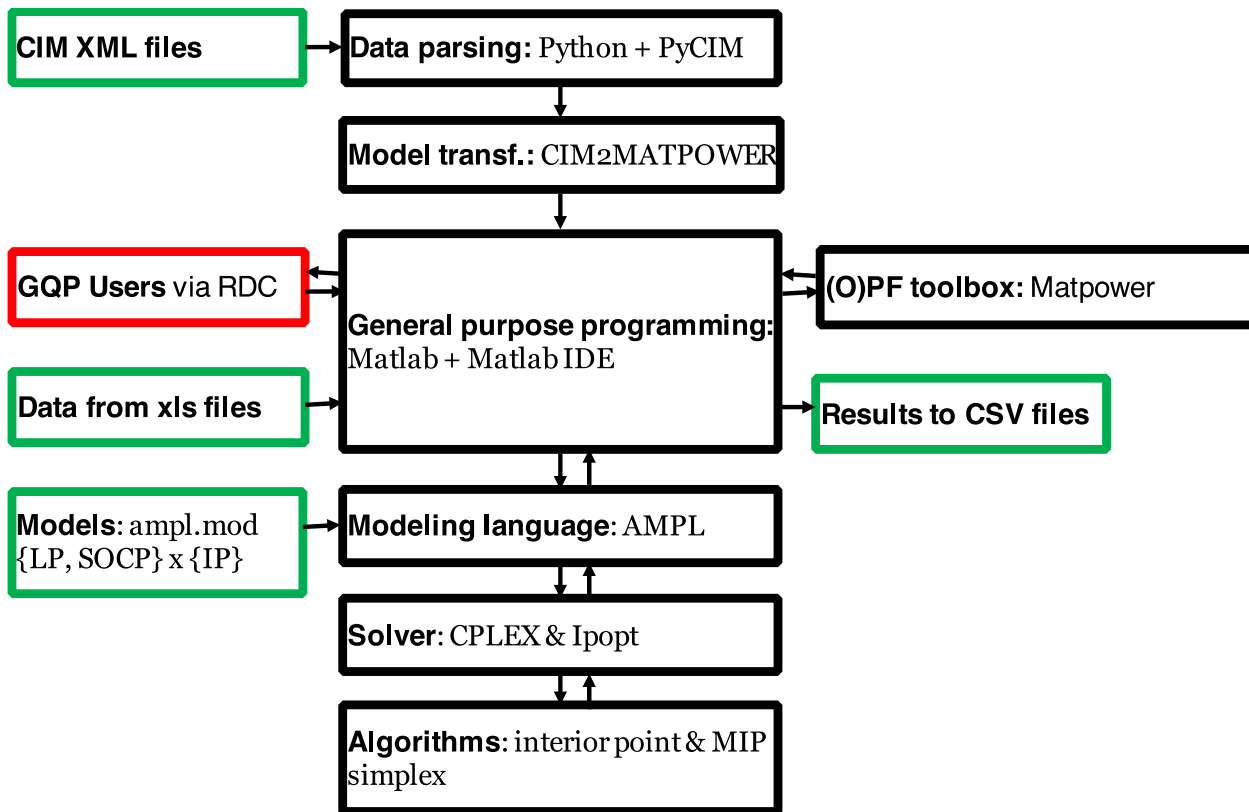 CIM XML files
Data parsing: Python + PyCIM
Model transf.: CIM2MATPOWER
GQP Users via RDC
General purpose programming:
Matlab + Matlab IDE
(O)PF toolbox: Matpower
Data from xls files
Results to CSV files
Models: ampl.mod
{LP, SOCP} x {IP}
Modeling language: AMPL
Solver: CPLEX & Ipopt
Algorithms: interior point & MIP
simplex